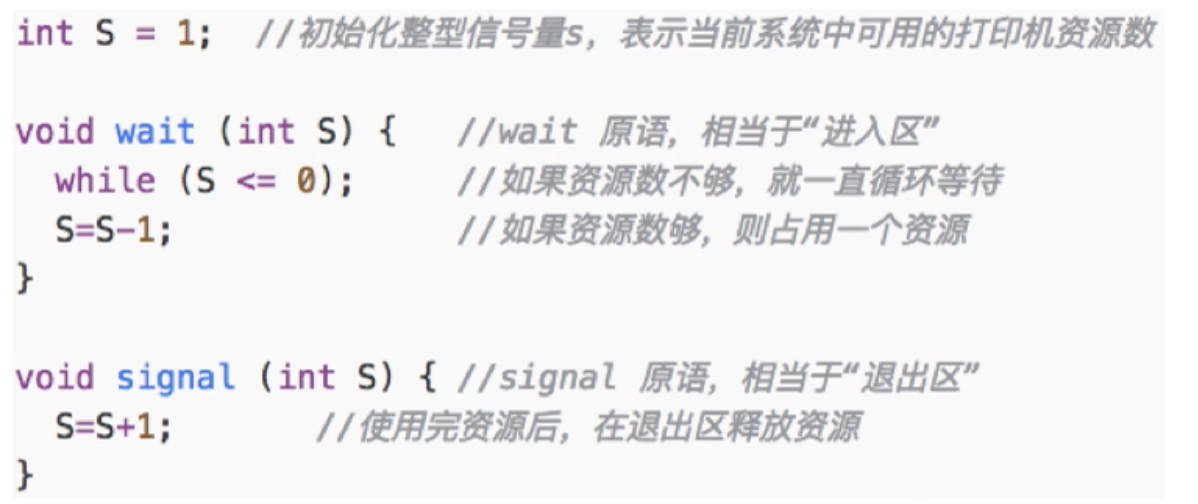 int S = 1;  //初始化整型信号量s，表示当前系统中可用的打印机资源数
void wait (int S) {   //wait 原语，相当于“进入区”
while (S <= 0);     //如果资源数不够，就一直循环等待
S=S-1;              //如果资源数够，则占用一个资源
}
void signal (int S) { //signal 原语，相当于“退出区”
S=S+1;       //使用完资源后，在退出区释放资源
}